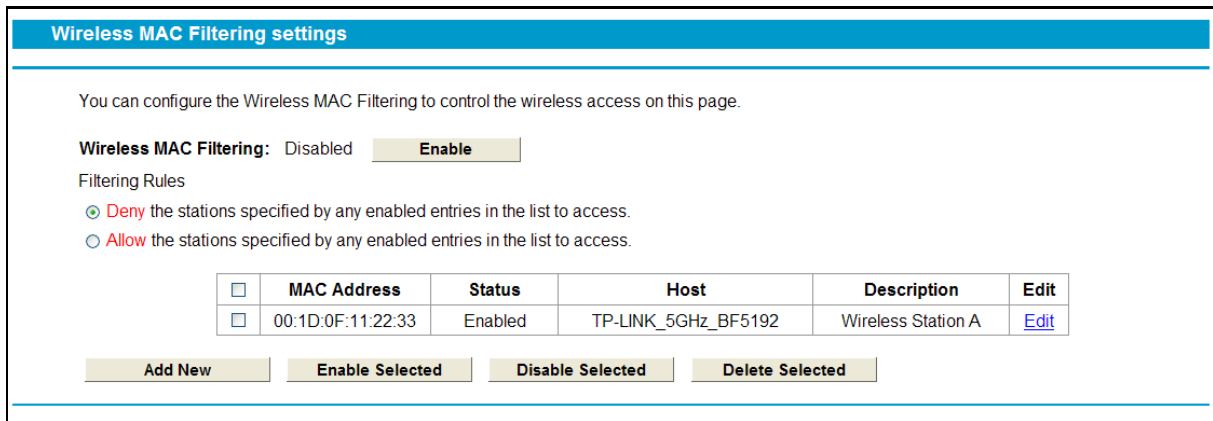 Wireless MAC Filtering settings
You can configure the Wireless MAC Filtering to control the wireless access on this page.
Wireless MAC Filtering: Disabled Enable
Filtering Rules
Deny the stations specified by any enabled entries in the list to access.
Allow the stations specified by any enabled entries in the list to access.
MAC Address Status Host Description Edit
00:1D:0F:11:22:33 Enabled TP-LINK_5GHz_BF5192 Wireless Station A Edit
Add New Enable Selected Disable Selected Delete Selected